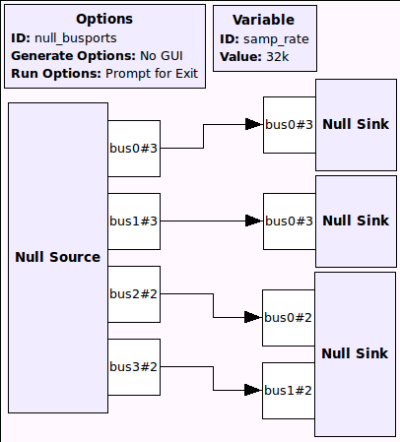 Options
ID: null_busports
Generate Options: No GUI
Run Options: Prompt for Exit
Variable
ID: samp_rate
Value: 32k
Null Source
bus0#3
bus1#3
bus2#2
bus3#2
bus0#3
Null Sink
bus0#3
Null Sink
bus0#2
bus1#2
Null Sink